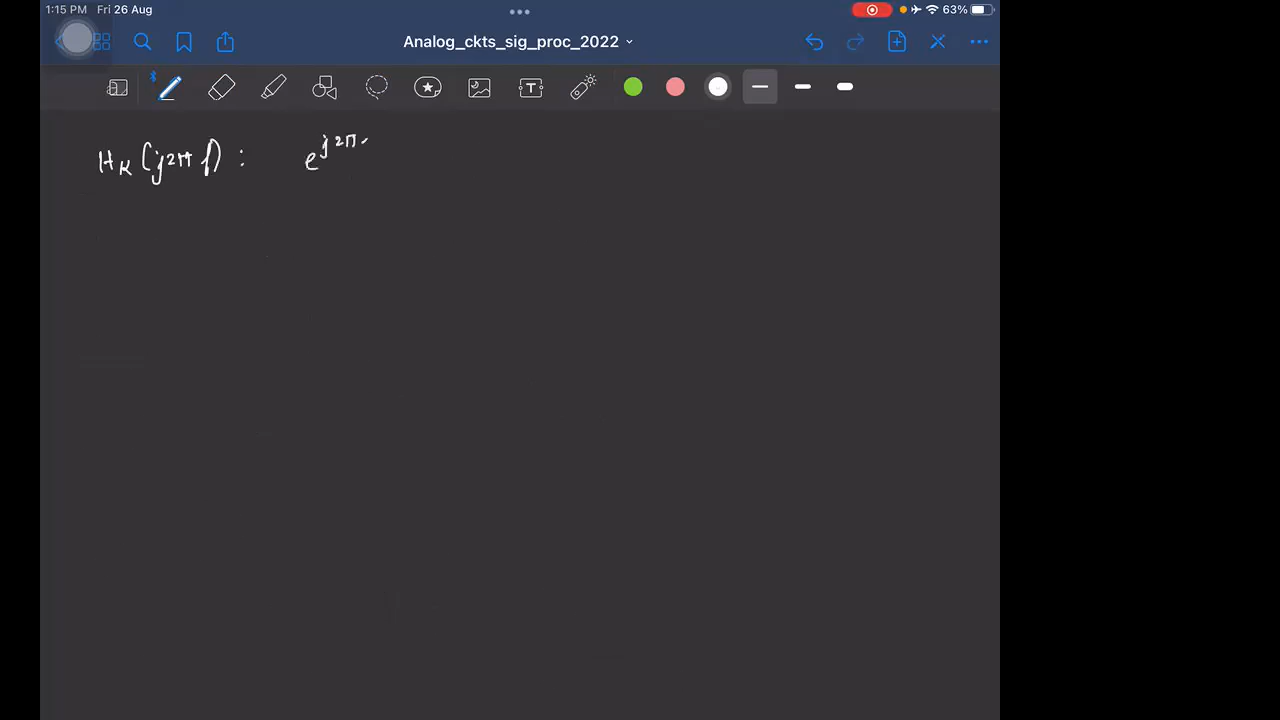 1:15 PM Fri 26 Aug
63%
Analog_ckts_sig_proc_2022
T
H_K (j2πf) : e^{j2π